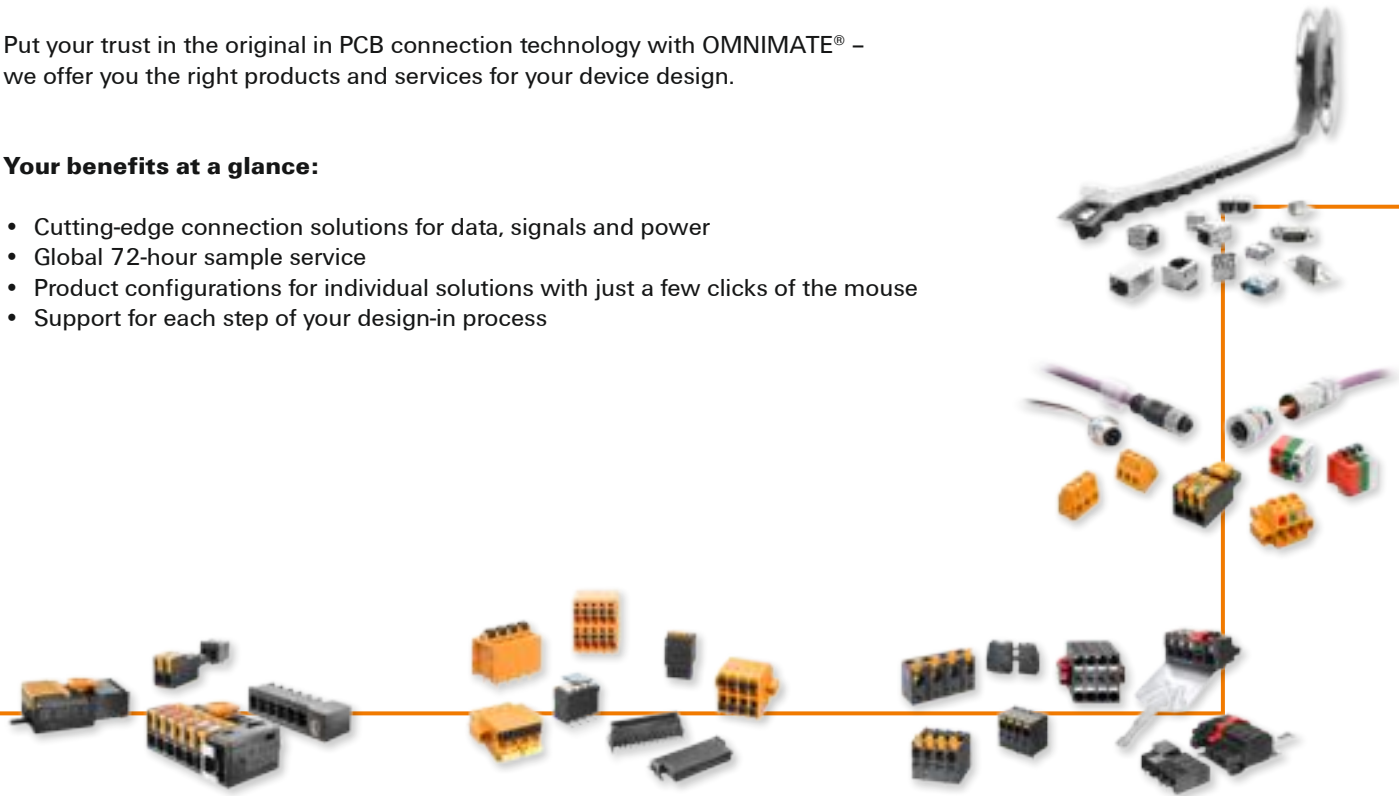 Put your trust in the original in PCB connection technology with OMNIMATE® –
we offer you the right products and services for your device design.
Your benefits at a glance:
• Cutting-edge connection solutions for data, signals and power
• Global 72-hour sample service
• Product configurations for individual solutions with just a few clicks of the mouse
• Support for each step of your design-in process